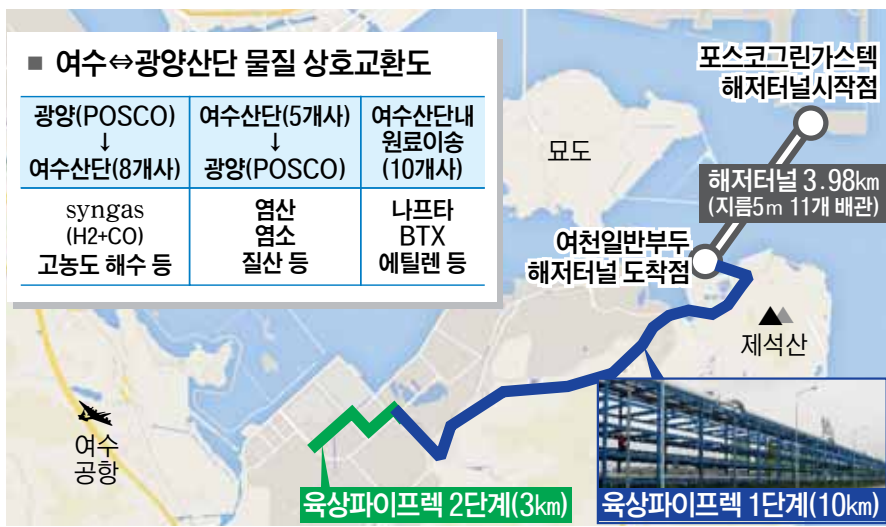 ■ 여수⇔광양산단 물질 상호교환도
광양(POSCO)
↓
여수산단(8개사)
여수산단(5개사)
↓
광양(POSCO)
여수산단내
원료이송
(10개사)
syngas
(H2+CO)
고농도 해수 등
염산
염소
질산 등
나프타
BTX
에틸렌 등
포스코그린가스텍
해저터널시작점
묘도
해저터널 3.98km
(지름5m 11개 배관)
여천일반부두
해저터널 도착점
제석산
여수
공항
육상파이프렉 2단계(3km)
육상파이프렉 1단계(10km)